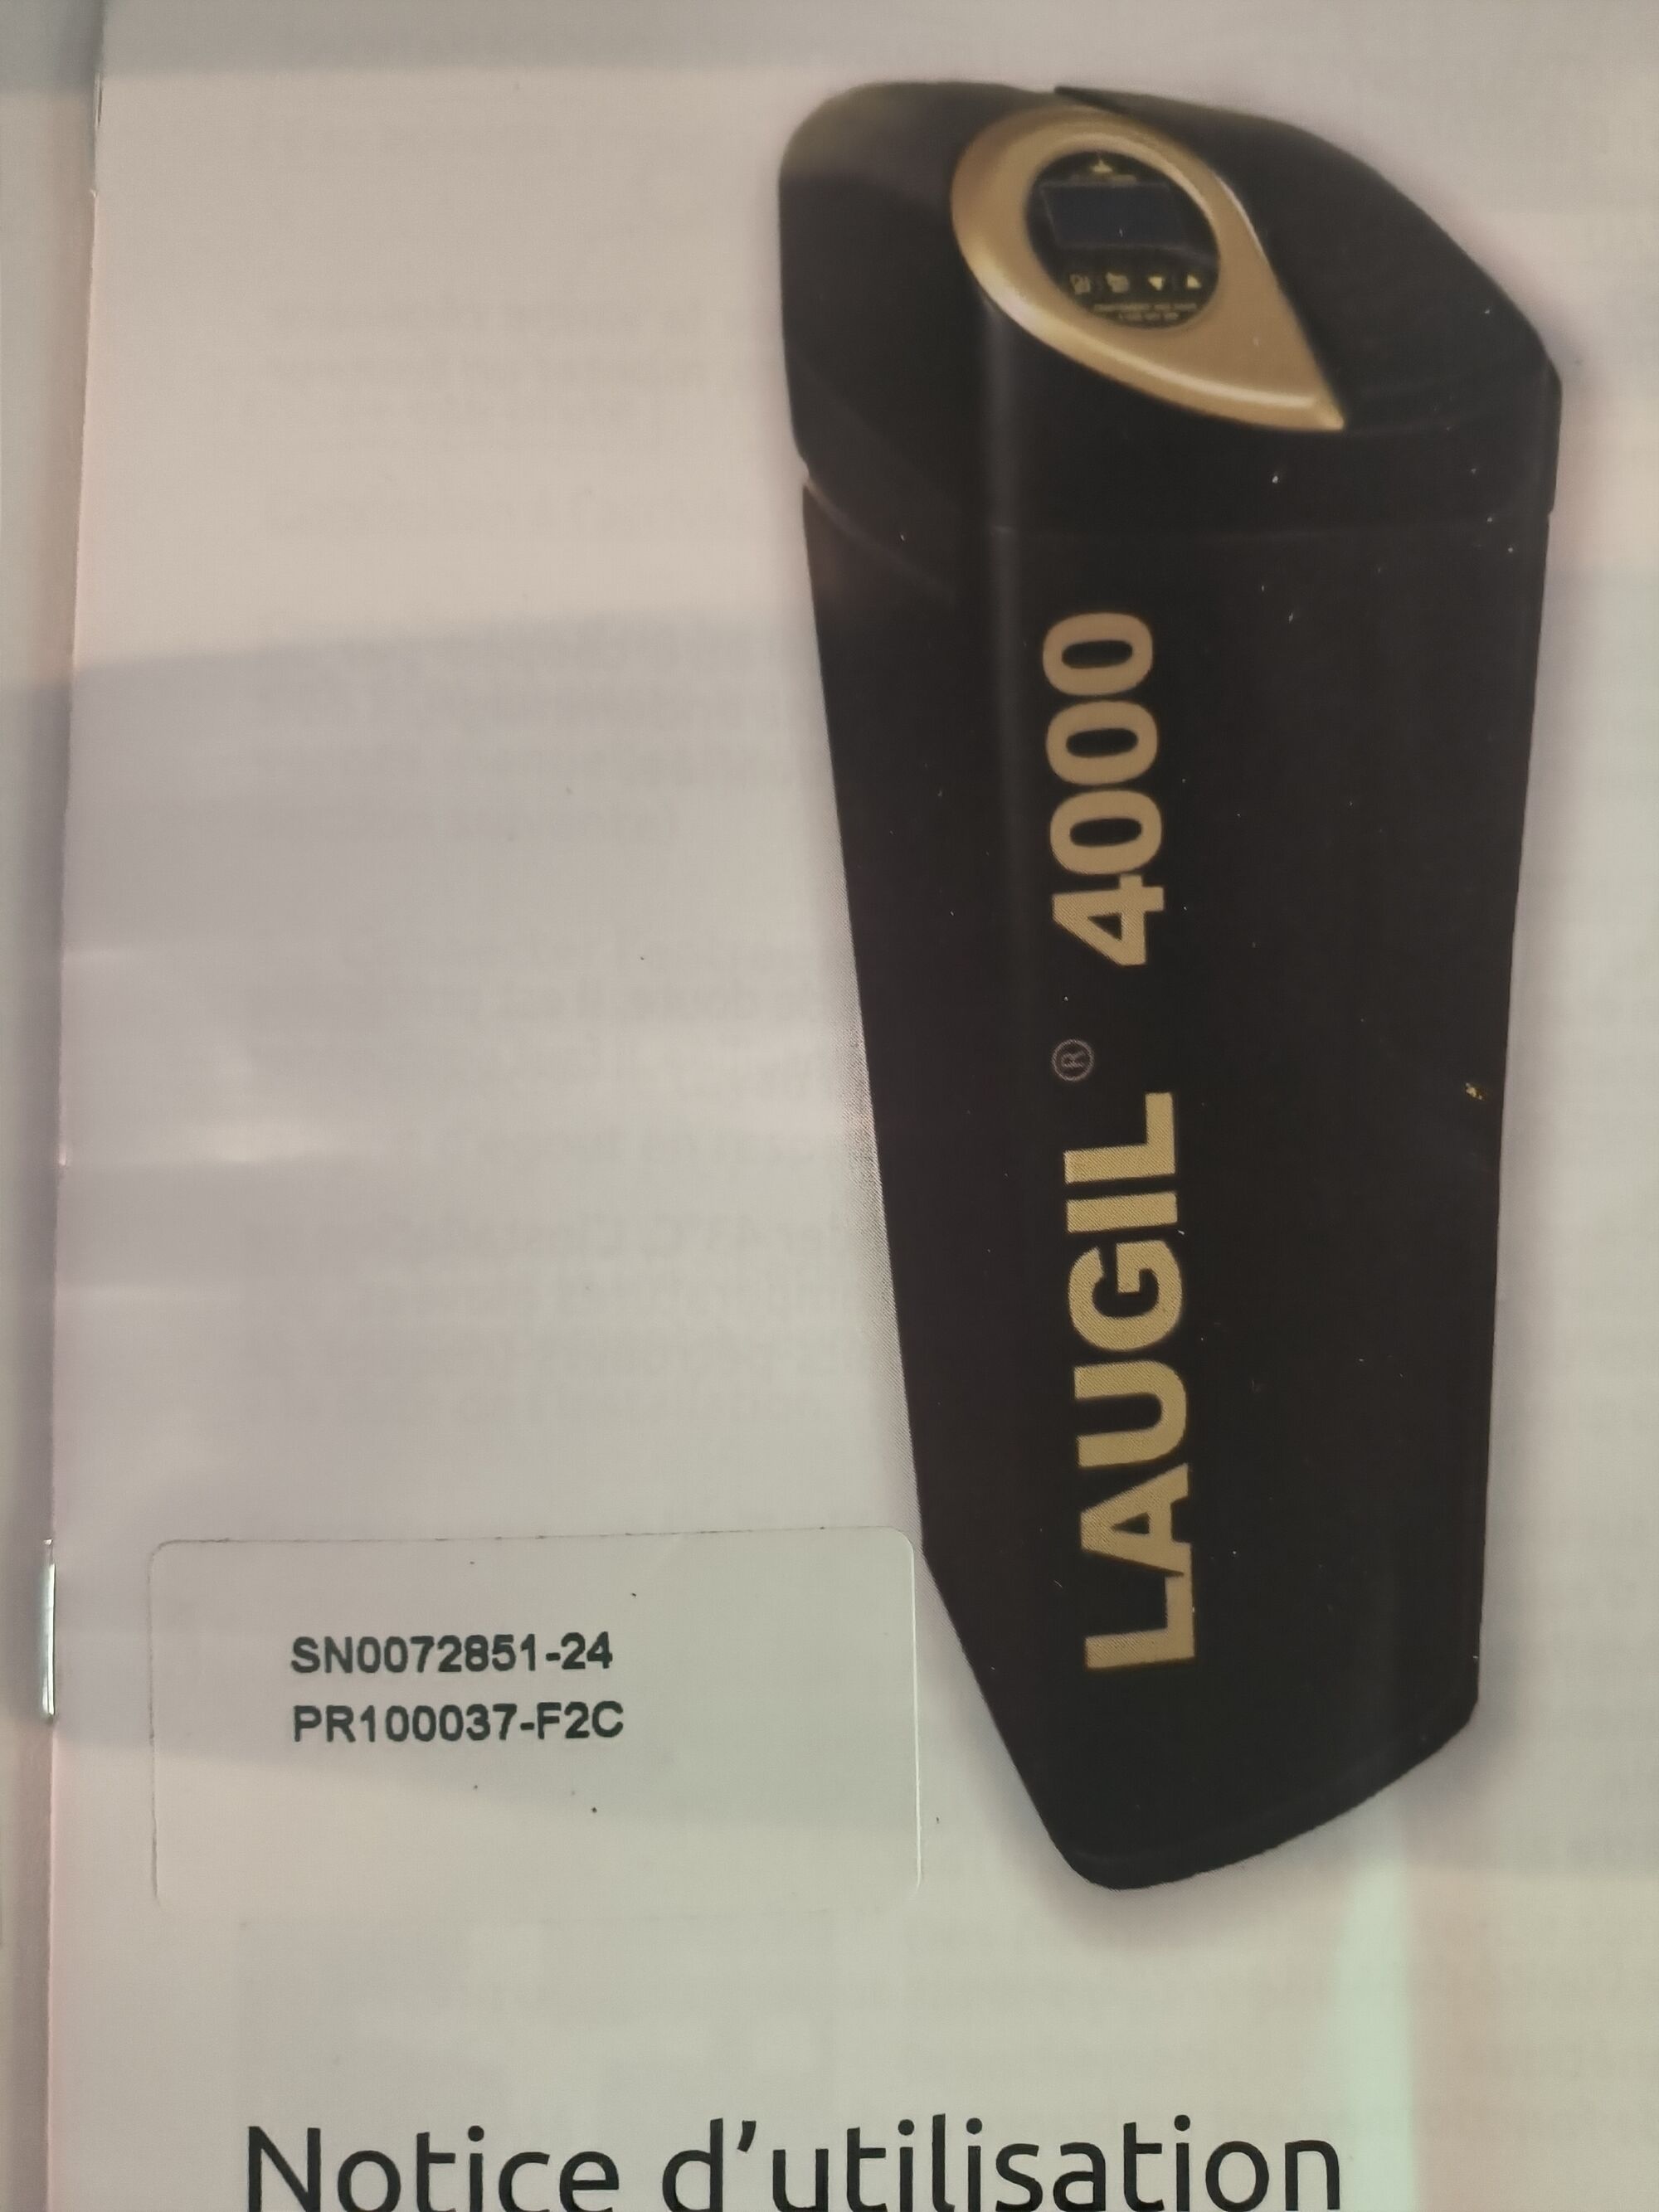 LAUGIL® 4000
SN0072851-24
PR100037-F2C
Notice d'utilisation